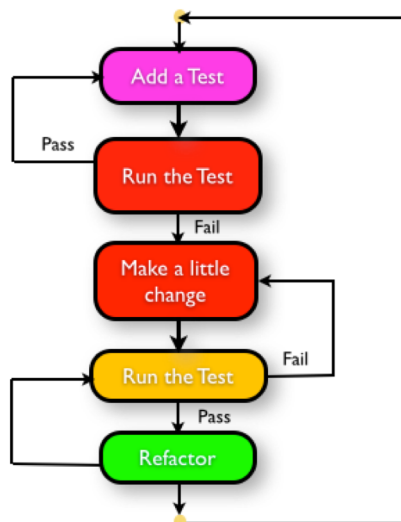 Add a Test
Pass
Run the Test
Fail
Make a little
change
Run the Test
Fail
Pass
Refactor